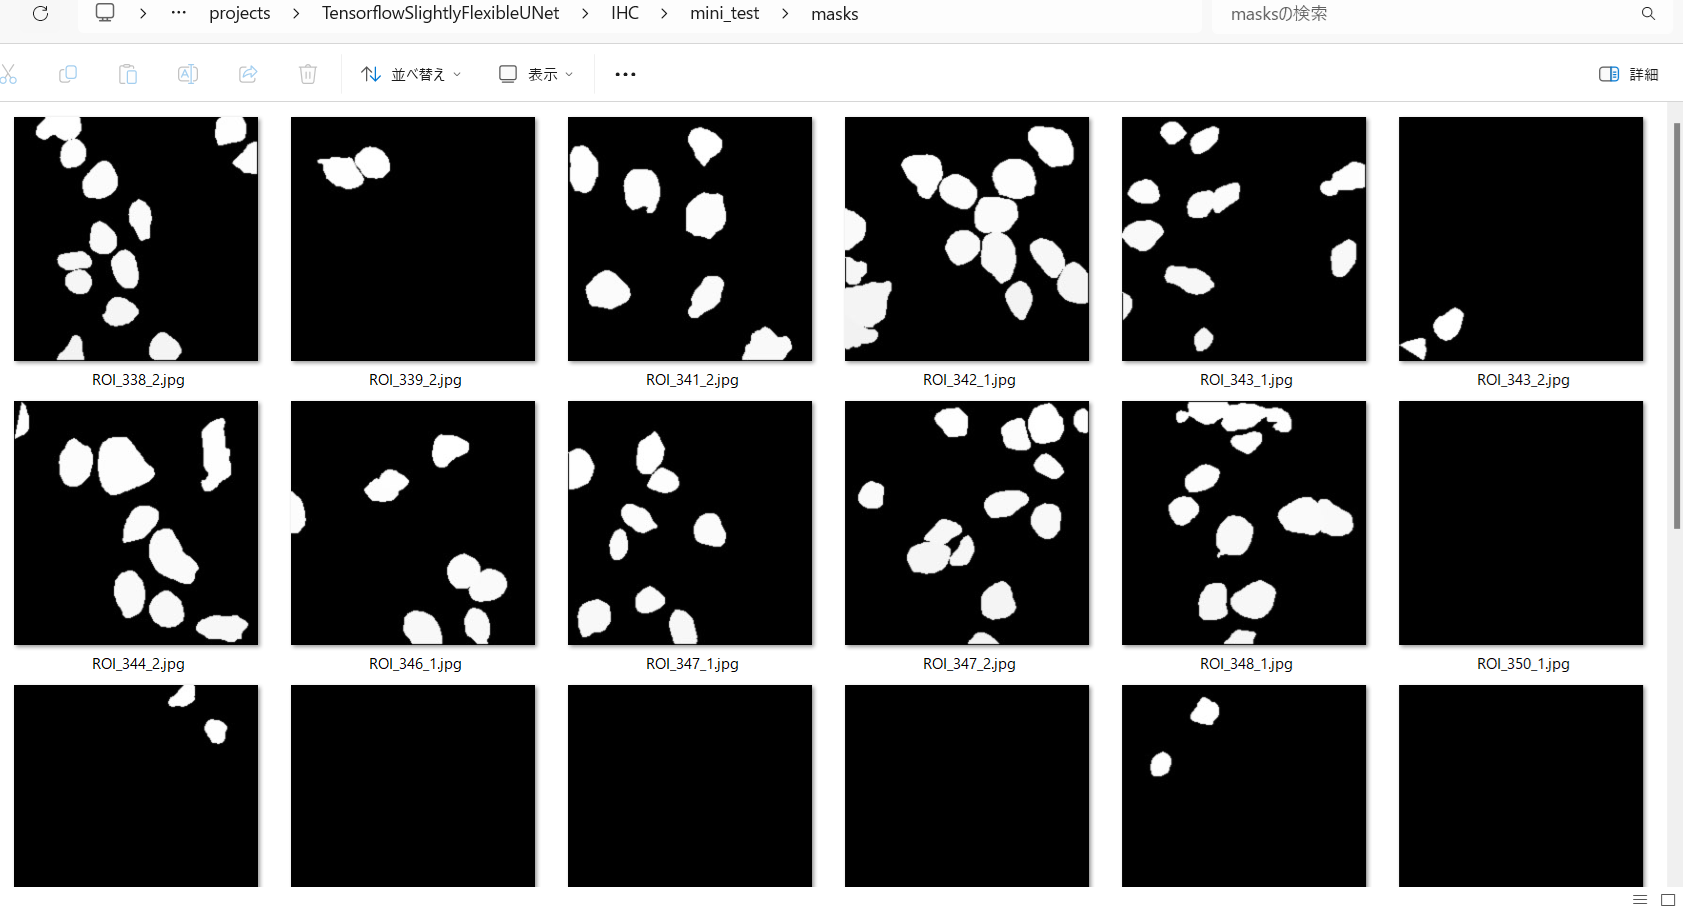 … projects TensorflowSlightlyFlexibleUNet IHC mini_test masks masksの検索
並べ替え 表示 ••• 詳細
ROI_338_2.jpg ROI_339_2.jpg ROI_341_2.jpg ROI_342_1.jpg ROI_343_1.jpg ROI_343_2.jpg
ROI_344_2.jpg ROI_346_1.jpg ROI_347_1.jpg ROI_347_2.jpg ROI_348_1.jpg ROI_350_1.jpg